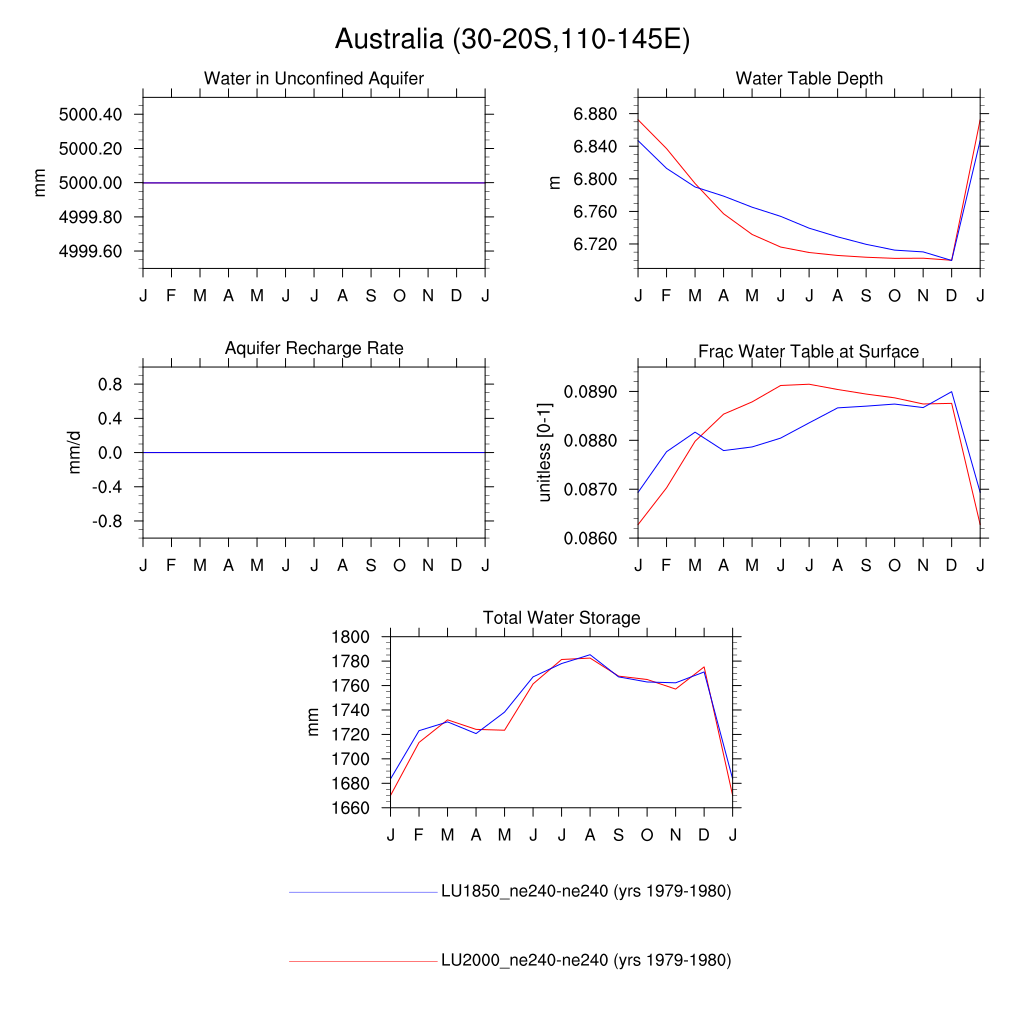 Australia (30-20S,110-145E)
Water in Unconfined Aquifer
5000.40
5000.20
5000.00
4999.80
4999.60
mm
J F M A M J J A S O N D J
Water Table Depth
6.880
6.840
6.800
6.760
6.720
m
J F M A M J J A S O N D J
Aquifer Recharge Rate
0.8
0.4
0.0
-0.4
-0.8
mm/d
J F M A M J J A S O N D J
Frac Water Table at Surface
0.0890
0.0880
0.0870
0.0860
unitless [0-1]
J F M A M J J A S O N D J
Total Water Storage
1800
1780
1760
1740
1720
1700
1680
1660
mm
J F M A M J J A S O N D J
LU1850_ne240-ne240 (yrs 1979-1980)
LU2000_ne240-ne240 (yrs 1979-1980)